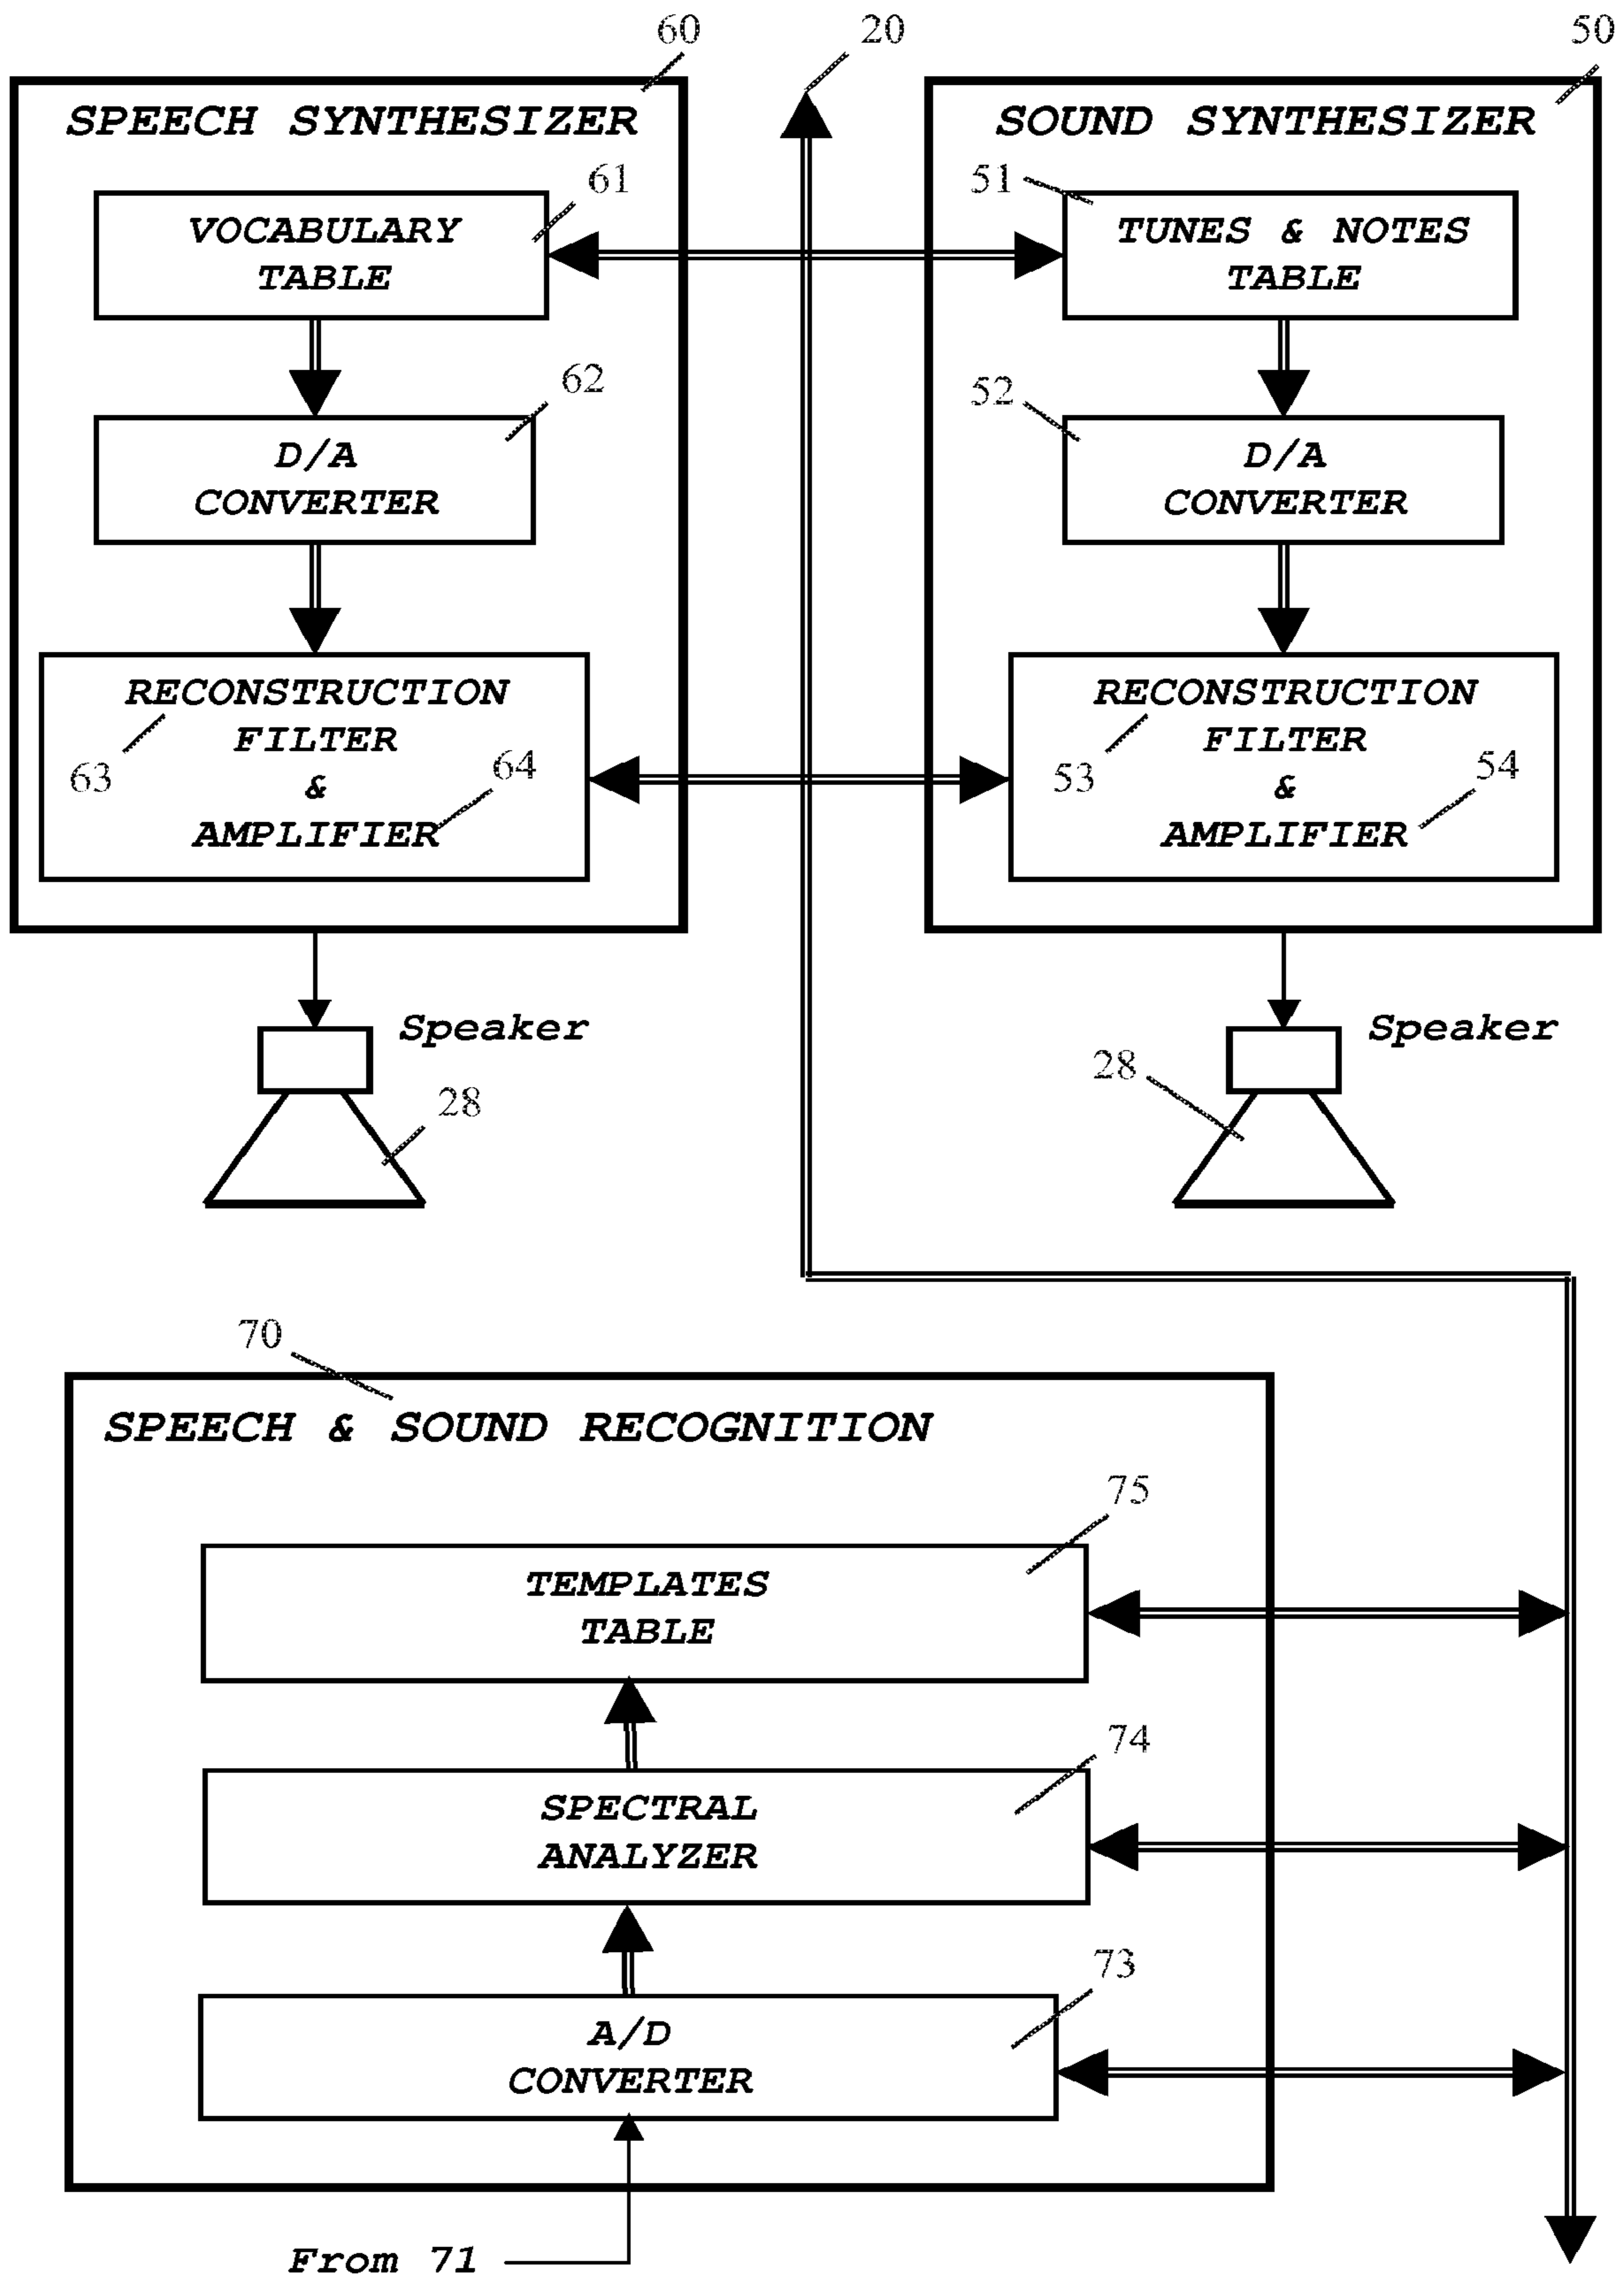 60
20
50
SPEECH SYNTHESIZER
SOUND SYNTHESIZER
61
51
VOCABULARY
TABLE
TUNES & NOTES
TABLE
62
52
D/A
CONVERTER
D/A
CONVERTER
RECONSTRUCTION
FILTER
&
AMPLIFIER
63
64
RECONSTRUCTION
FILTER
&
AMPLIFIER
53
54
Speaker
28
Speaker
28
70
SPEECH & SOUND RECOGNITION
75
TEMPLATES
TABLE
74
SPECTRAL
ANALYZER
73
A/D
CONVERTER
From 71